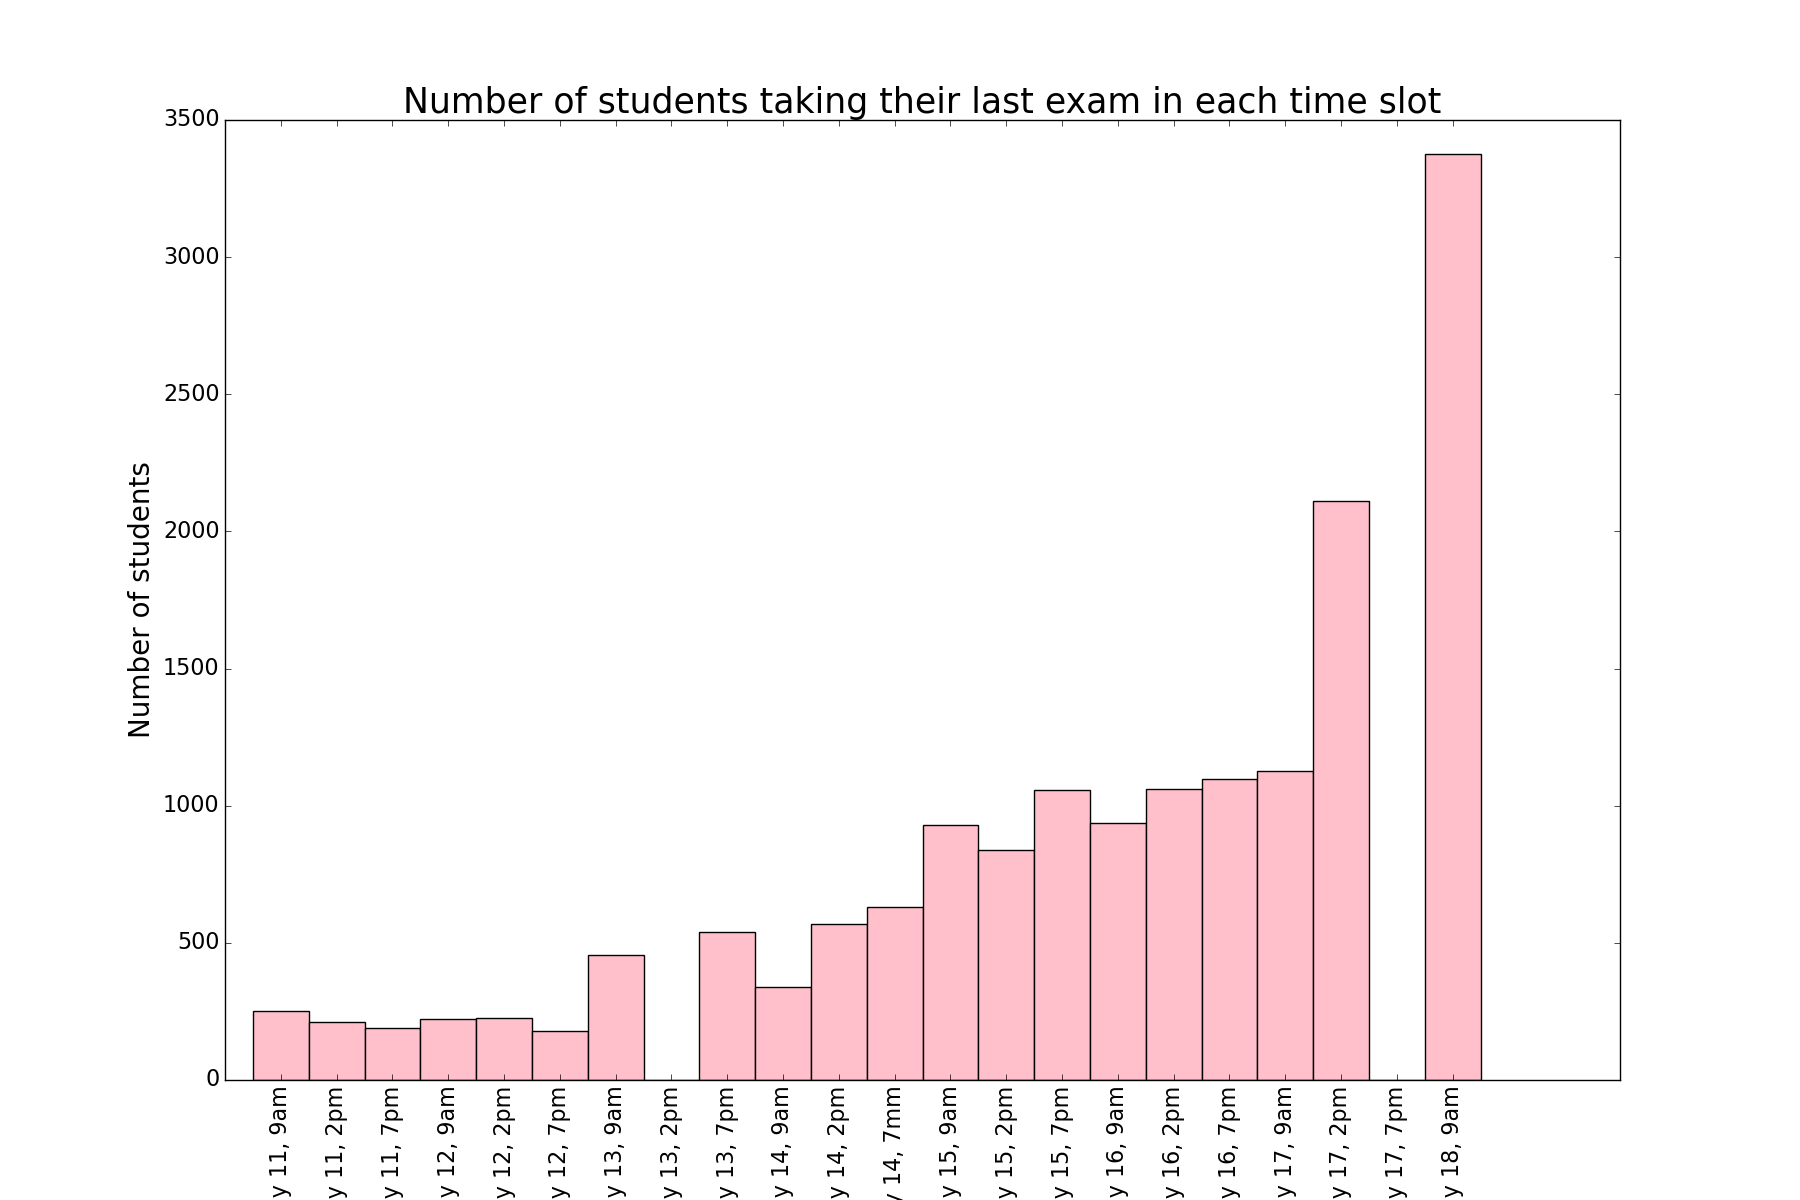 Number of students taking their last exam in each time slot
Number of students
3500
3000
2500
2000
1500
1000
500
0
y 11, 9am
y 11, 2pm
y 11, 7pm
y 12, 9am
y 12, 2pm
y 12, 7pm
y 13, 9am
y 13, 2pm
y 13, 7pm
y 14, 9am
y 14, 2pm
y 14, 7mm
y 15, 9am
y 15, 2pm
y 15, 7pm
y 16, 9am
y 16, 2pm
y 16, 7pm
y 17, 9am
y 17, 2pm
y 17, 7pm
y 18, 9am